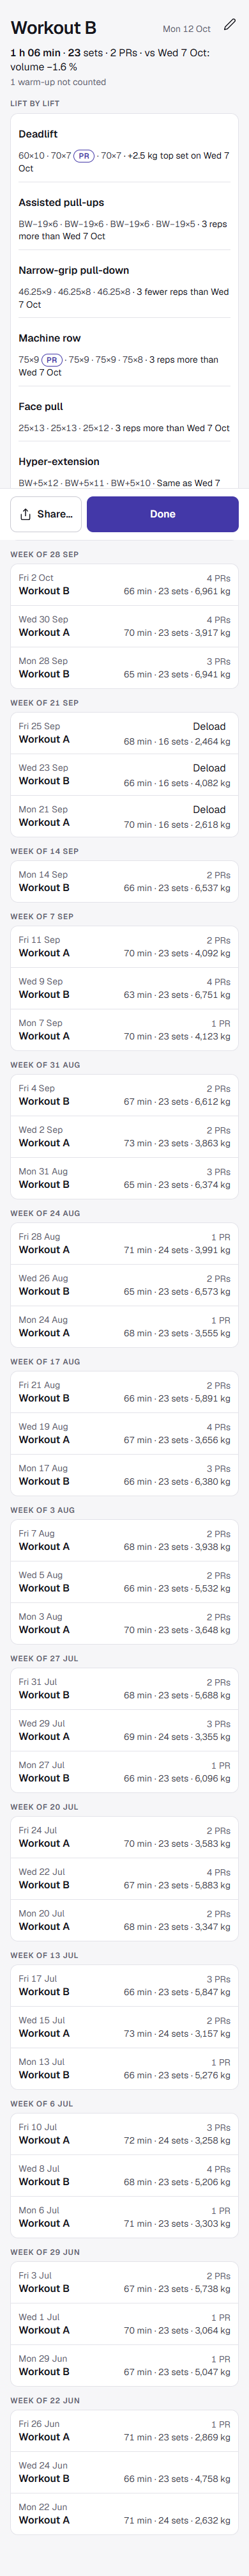 Workout B
Mon 12 Oct
1 h 06 min · 23 sets · 2 PRs · vs Wed 7 Oct:
volume −1.6 %
1 warm-up not counted
LIFT BY LIFT
Deadlift
60×10 · 70×7 PR · 70×7 · +2.5 kg top set on Wed 7
Oct
Assisted pull-ups
BW−19×6 · BW−19×6 · BW−19×6 · BW−19×5 · 3 reps
more than Wed 7 Oct
Narrow-grip pull-down
46.25×9 · 46.25×8 · 46.25×8 · 3 fewer reps than Wed
7 Oct
Machine row
75×9 PR · 75×9 · 75×9 · 75×8 · 3 reps more than
Wed 7 Oct
Face pull
25×13 · 25×13 · 25×12 · 3 reps more than Wed 7 Oct
Hyper-extension
BW+5×12 · BW+5×11 · BW+5×10 · Same as Wed 7
Share...
Done
WEEK OF 28 SEP
Fri 2 Oct 4 PRs
Workout B 66 min · 23 sets · 6,961 kg
Wed 30 Sep 4 PRs
Workout A 70 min · 23 sets · 3,917 kg
Mon 28 Sep 3 PRs
Workout B 65 min · 23 sets · 6,941 kg
WEEK OF 21 SEP
Fri 25 Sep Deload
Workout A 68 min · 16 sets · 2,464 kg
Wed 23 Sep Deload
Workout B 66 min · 16 sets · 4,082 kg
Mon 21 Sep Deload
Workout A 70 min · 16 sets · 2,618 kg
WEEK OF 14 SEP
Mon 14 Sep 2 PRs
Workout B 66 min · 23 sets · 6,537 kg
WEEK OF 7 SEP
Fri 11 Sep 2 PRs
Workout A 70 min · 23 sets · 4,092 kg
Wed 9 Sep 4 PRs
Workout B 63 min · 23 sets · 6,751 kg
Mon 7 Sep 1 PR
Workout A 70 min · 23 sets · 4,123 kg
WEEK OF 31 AUG
Fri 4 Sep 2 PRs
Workout B 67 min · 23 sets · 6,612 kg
Wed 2 Sep 2 PRs
Workout A 73 min · 23 sets · 3,863 kg
Mon 31 Aug 3 PRs
Workout B 65 min · 23 sets · 6,374 kg
WEEK OF 24 AUG
Fri 28 Aug 1 PR
Workout A 71 min · 24 sets · 3,991 kg
Wed 26 Aug 2 PRs
Workout B 65 min · 23 sets · 6,573 kg
Mon 24 Aug 1 PR
Workout A 68 min · 23 sets · 3,555 kg
WEEK OF 17 AUG
Fri 21 Aug 2 PRs
Workout B 66 min · 23 sets · 5,891 kg
Wed 19 Aug 4 PRs
Workout A 67 min · 23 sets · 3,656 kg
Mon 17 Aug 3 PRs
Workout B 66 min · 23 sets · 6,380 kg
WEEK OF 3 AUG
Fri 7 Aug 2 PRs
Workout A 68 min · 23 sets · 3,938 kg
Wed 5 Aug 2 PRs
Workout B 66 min · 23 sets · 5,532 kg
Mon 3 Aug 2 PRs
Workout A 70 min · 23 sets · 3,648 kg
WEEK OF 27 JUL
Fri 31 Jul 2 PRs
Workout B 68 min · 23 sets · 5,688 kg
Wed 29 Jul 3 PRs
Workout A 69 min · 24 sets · 3,355 kg
Mon 27 Jul 1 PR
Workout B 66 min · 23 sets · 6,096 kg
WEEK OF 20 JUL
Fri 24 Jul 2 PRs
Workout A 70 min · 23 sets · 3,583 kg
Wed 22 Jul 4 PRs
Workout B 67 min · 23 sets · 5,883 kg
Mon 20 Jul 2 PRs
Workout A 68 min · 23 sets · 3,347 kg
WEEK OF 13 JUL
Fri 17 Jul 3 PRs
Workout B 66 min · 23 sets · 5,847 kg
Wed 15 Jul 2 PRs
Workout A 73 min · 24 sets · 3,157 kg
Mon 13 Jul 1 PR
Workout B 66 min · 23 sets · 5,276 kg
WEEK OF 6 JUL
Fri 10 Jul 3 PRs
Workout A 72 min · 24 sets · 3,258 kg
Wed 8 Jul 4 PRs
Workout B 68 min · 23 sets · 5,206 kg
Mon 6 Jul 1 PR
Workout A 71 min · 23 sets · 3,303 kg
WEEK OF 29 JUN
Fri 3 Jul 2 PRs
Workout B 67 min · 23 sets · 5,738 kg
Wed 1 Jul 1 PR
Workout A 70 min · 23 sets · 3,064 kg
Mon 29 Jun 1 PR
Workout B 67 min · 23 sets · 5,047 kg
WEEK OF 22 JUN
Fri 26 Jun 1 PR
Workout A 71 min · 23 sets · 2,869 kg
Wed 24 Jun
Workout B 66 min · 23 sets · 4,758 kg
Mon 22 Jun
Workout A 71 min · 24 sets · 2,632 kg